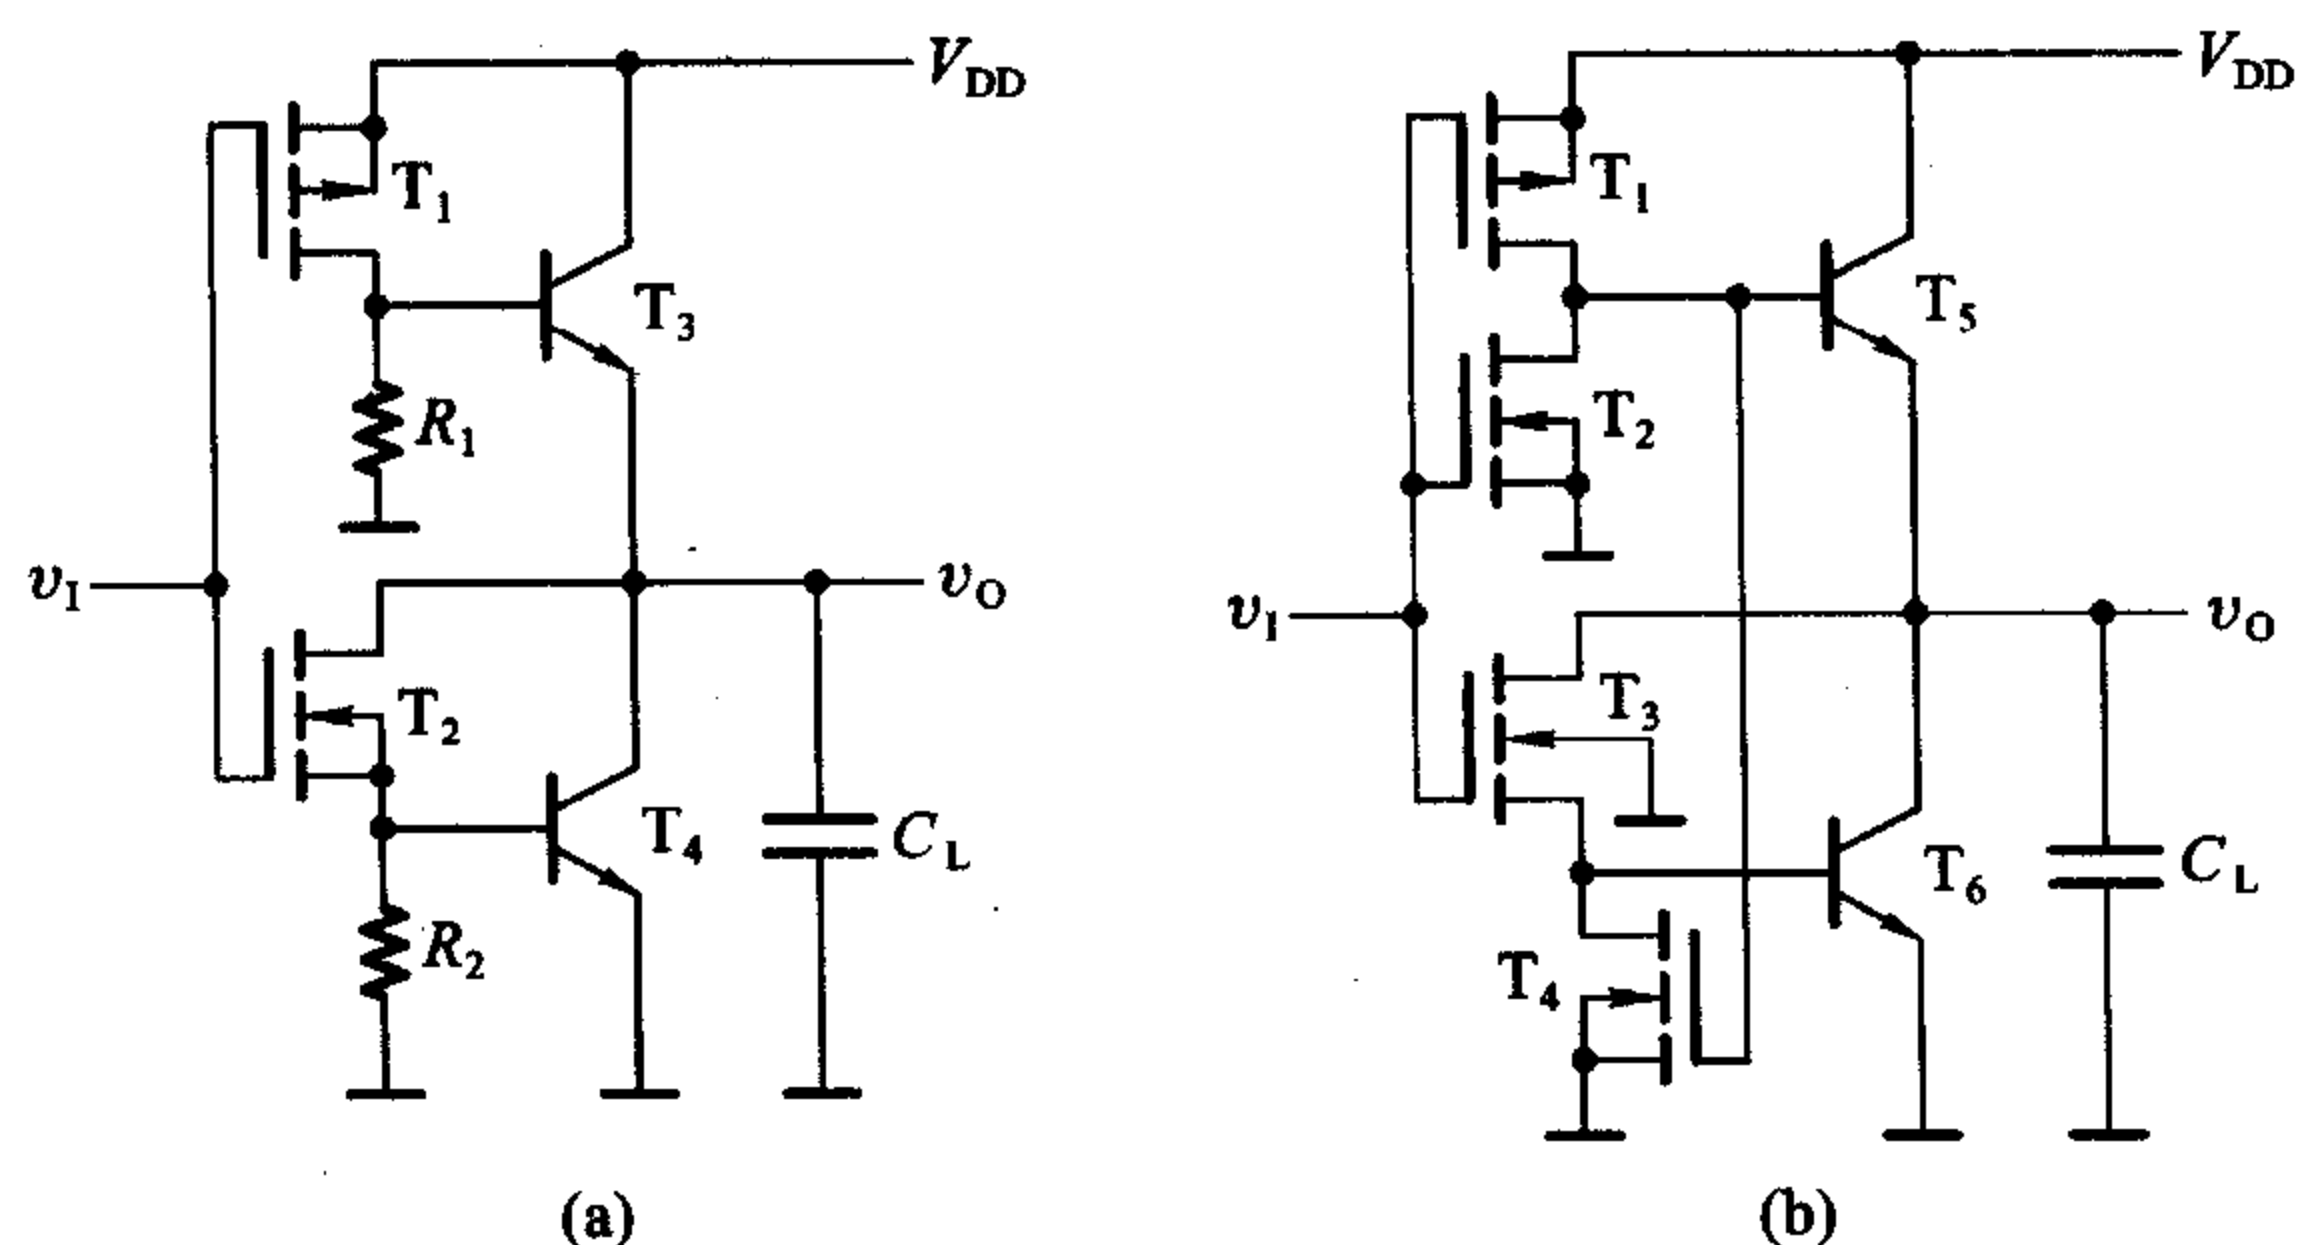 V_DD
T_1
T_3
R_1
v_I
v_O
T_2
T_4
C_L
R_2
(a)
V_DD
T_1
T_5
T_2
v_I
v_O
T_3
T_6
C_L
T_4
(b)